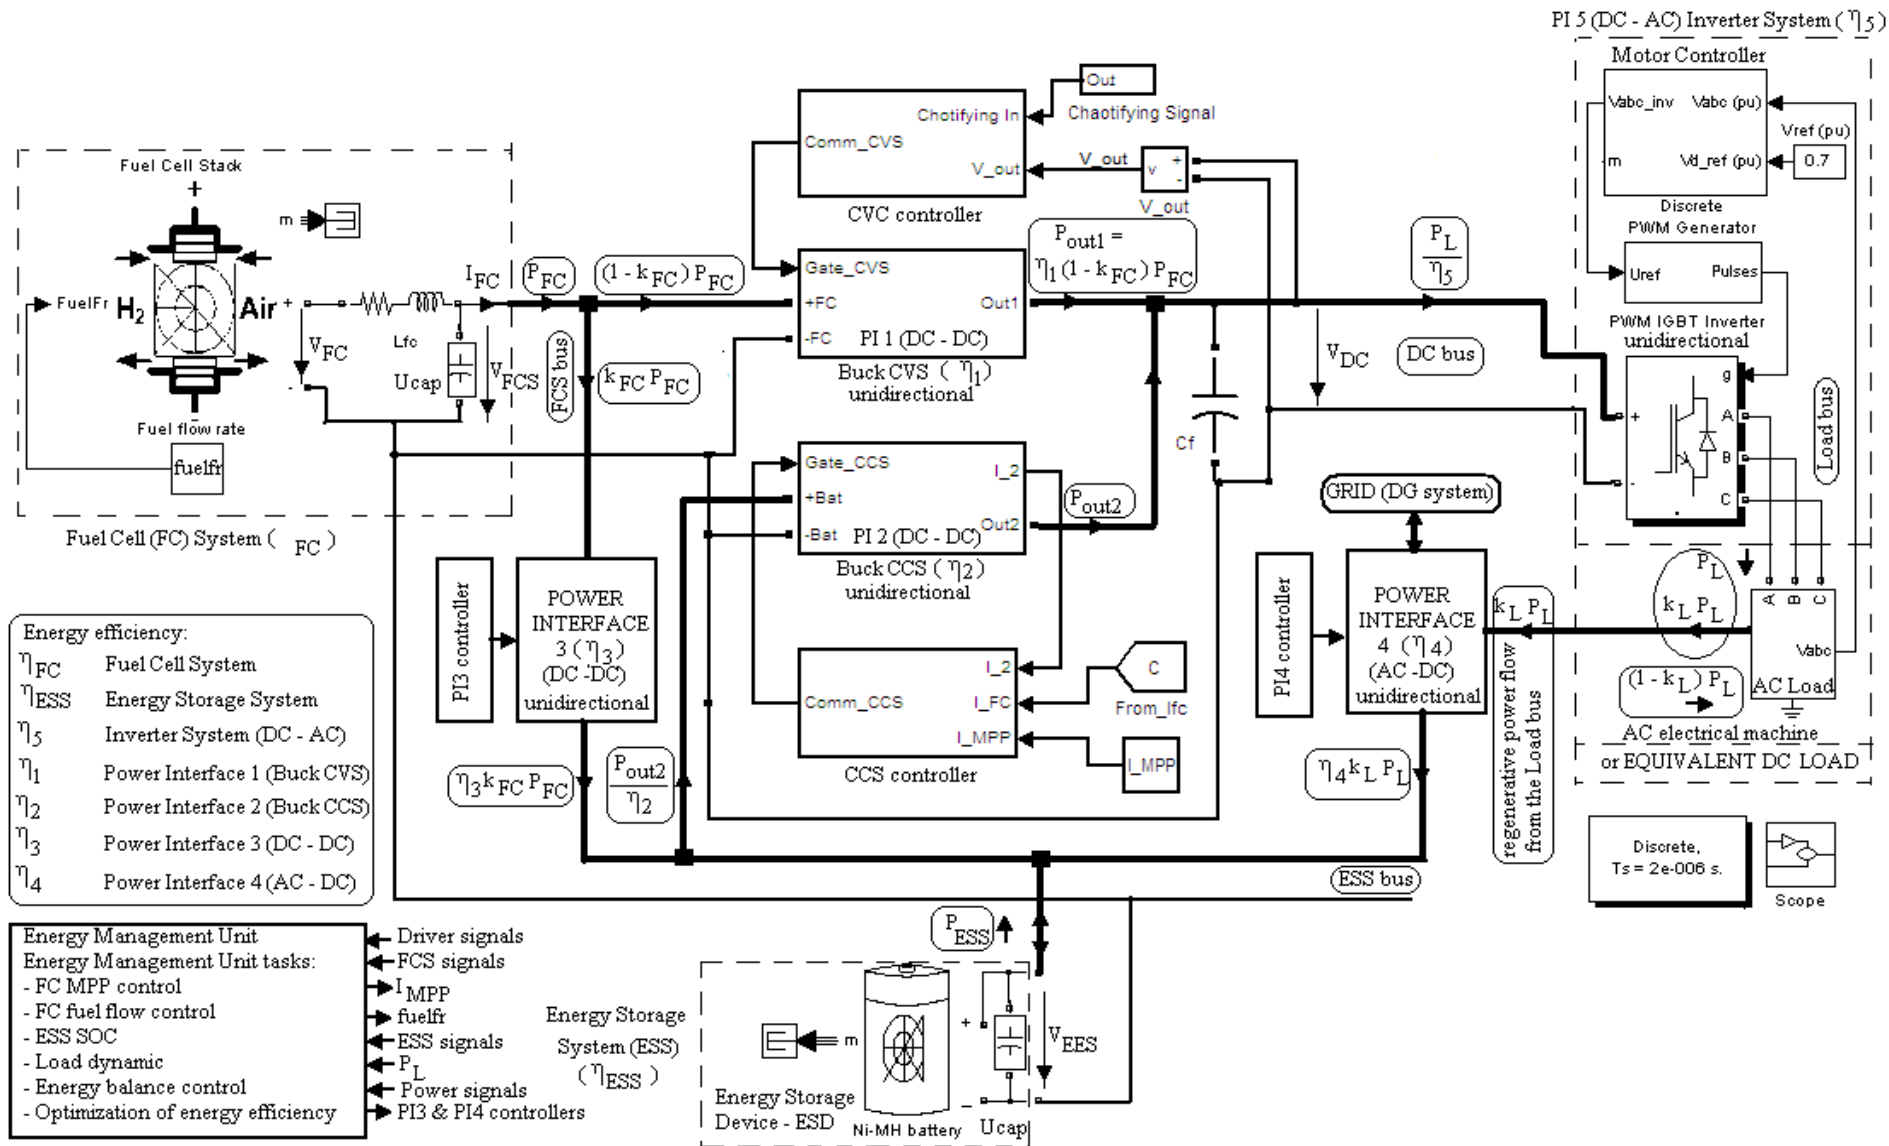 PI 5 (DC - AC) Inverter System ( η5 )
Motor Controller
Vabc_inv
Vabc (pu)
m
Vd_ref (pu)
Vref (pu)
0.7
Discrete
PWM Generator
Uref
Pulses
PWM IGBT Inverter
unidirectional
g
+
A
B
-
C
Load bus
Out
Chaotifying Signal
Chotifying In
Comm_CVS
V_out
CVC controller
V_out
v
+
-
V_out
Fuel Cell Stack
+
m
FuelFr
H2
Air
+
-
-
Fuel flow rate
fuelfr
VFC
Lfc
Ucap
VFCS
IFC
Fuel Cell (FC) System ( FC )
PFC
(1 - kFC) PFC
FCS bus
kFC PFC
Gate_CVS
+FC
Out1
-FC
PI 1 (DC - DC)
Buck CVS ( η1 )
unidirectional
Pout1 =
η1 (1 - kFC) PFC
PL
η5
VDC
DC bus
Cf
Gate_CCS
I_2
+Bat
Out2
-Bat
PI 2 (DC - DC)
Buck CCS ( η2 )
unidirectional
Pout2
GRID (DG system)
PI3 controller
POWER
INTERFACE
3 ( η3 )
(DC -DC)
unidirectional
η3 kFC PFC
Pout2
η2
I_2
Comm_CCS
I_FC
I_MPP
CCS controller
C
From_Ifc
I_MPP
PI4 controller
POWER
INTERFACE
4 ( η4 )
(AC -DC)
unidirectional
η4 kL PL
kL PL
regenerative power flow
from the Load bus
PL
kL PL
(1 - kL) PL
A
B
C
Vabc
AC Load
AC electrical machine
or EQUIVALENT DC LOAD
Energy efficiency:
ηFC Fuel Cell System
ηESS Energy Storage System
η5 Inverter System (DC - AC)
η1 Power Interface 1 (Buck CVS)
η2 Power Interface 2 (Buck CCS)
η3 Power Interface 3 (DC - DC)
η4 Power Interface 4 (AC - DC)
Discrete,
Ts = 2e-006 s.
Scope
ESS bus
PESS
Energy Management Unit
Energy Management Unit tasks:
- FC MPP control
- FC fuel flow control
- ESS SOC
- Load dynamic
- Energy balance control
- Optimization of energy efficiency
Driver signals
FCS signals
IMPP
fuelfr
ESS signals
PL
Power signals
PI3 & PI4 controllers
Energy Storage
System (ESS)
( ηESS )
m
+
-
VEES
Energy Storage
Device - ESD
Ni-MH battery
Ucap